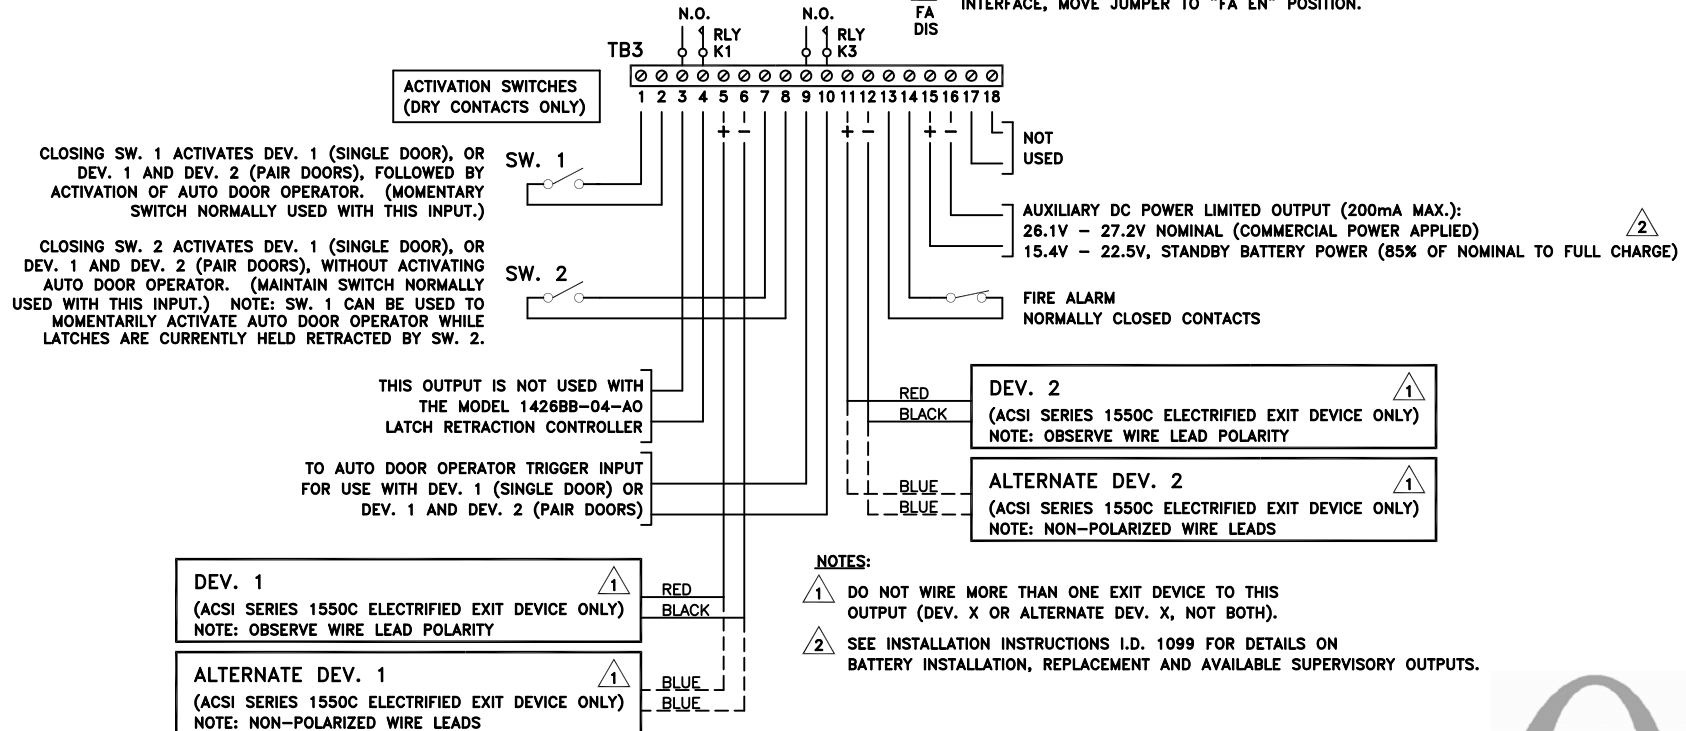 INTERFACE, MOVE JUMPER TO "FA EN" POSITION.
FA
DIS
N.O.
N.O.
RLY
K1
RLY
K3
TB3
ACTIVATION SWITCHES
(DRY CONTACTS ONLY)
1 2 3 4 5 6 7 8 9 10 11 12 13 14 15 16 17 18
+ − + − + −
NOT
USED
CLOSING SW. 1 ACTIVATES DEV. 1 (SINGLE DOOR), OR
DEV. 1 AND DEV. 2 (PAIR DOORS), FOLLOWED BY
ACTIVATION OF AUTO DOOR OPERATOR. (MOMENTARY
SWITCH NORMALLY USED WITH THIS INPUT.)
SW. 1
AUXILIARY DC POWER LIMITED OUTPUT (200mA MAX.):
26.1V − 27.2V NOMINAL (COMMERCIAL POWER APPLIED)
15.4V − 22.5V, STANDBY BATTERY POWER (85% OF NOMINAL TO FULL CHARGE)
2
CLOSING SW. 2 ACTIVATES DEV. 1 (SINGLE DOOR), OR
DEV. 1 AND DEV. 2 (PAIR DOORS), WITHOUT ACTIVATING
AUTO DOOR OPERATOR. (MAINTAIN SWITCH NORMALLY
USED WITH THIS INPUT.) NOTE: SW. 1 CAN BE USED TO
MOMENTARILY ACTIVATE AUTO DOOR OPERATOR WHILE
LATCHES ARE CURRENTLY HELD RETRACTED BY SW. 2.
SW. 2
FIRE ALARM
NORMALLY CLOSED CONTACTS
THIS OUTPUT IS NOT USED WITH
THE MODEL 1426BB−04−AO
LATCH RETRACTION CONTROLLER
RED
BLACK
DEV. 2
1
(ACSI SERIES 1550C ELECTRIFIED EXIT DEVICE ONLY)
NOTE: OBSERVE WIRE LEAD POLARITY
TO AUTO DOOR OPERATOR TRIGGER INPUT
FOR USE WITH DEV. 1 (SINGLE DOOR) OR
DEV. 1 AND DEV. 2 (PAIR DOORS)
BLUE
BLUE
ALTERNATE DEV. 2
1
(ACSI SERIES 1550C ELECTRIFIED EXIT DEVICE ONLY)
NOTE: NON−POLARIZED WIRE LEADS
DEV. 1
1
(ACSI SERIES 1550C ELECTRIFIED EXIT DEVICE ONLY)
NOTE: OBSERVE WIRE LEAD POLARITY
RED
BLACK
ALTERNATE DEV. 1
1
(ACSI SERIES 1550C ELECTRIFIED EXIT DEVICE ONLY)
NOTE: NON−POLARIZED WIRE LEADS
BLUE
BLUE
NOTES:
1 DO NOT WIRE MORE THAN ONE EXIT DEVICE TO THIS
OUTPUT (DEV. X OR ALTERNATE DEV. X, NOT BOTH).
2 SEE INSTALLATION INSTRUCTIONS I.D. 1099 FOR DETAILS ON
BATTERY INSTALLATION, REPLACEMENT AND AVAILABLE SUPERVISORY OUTPUTS.